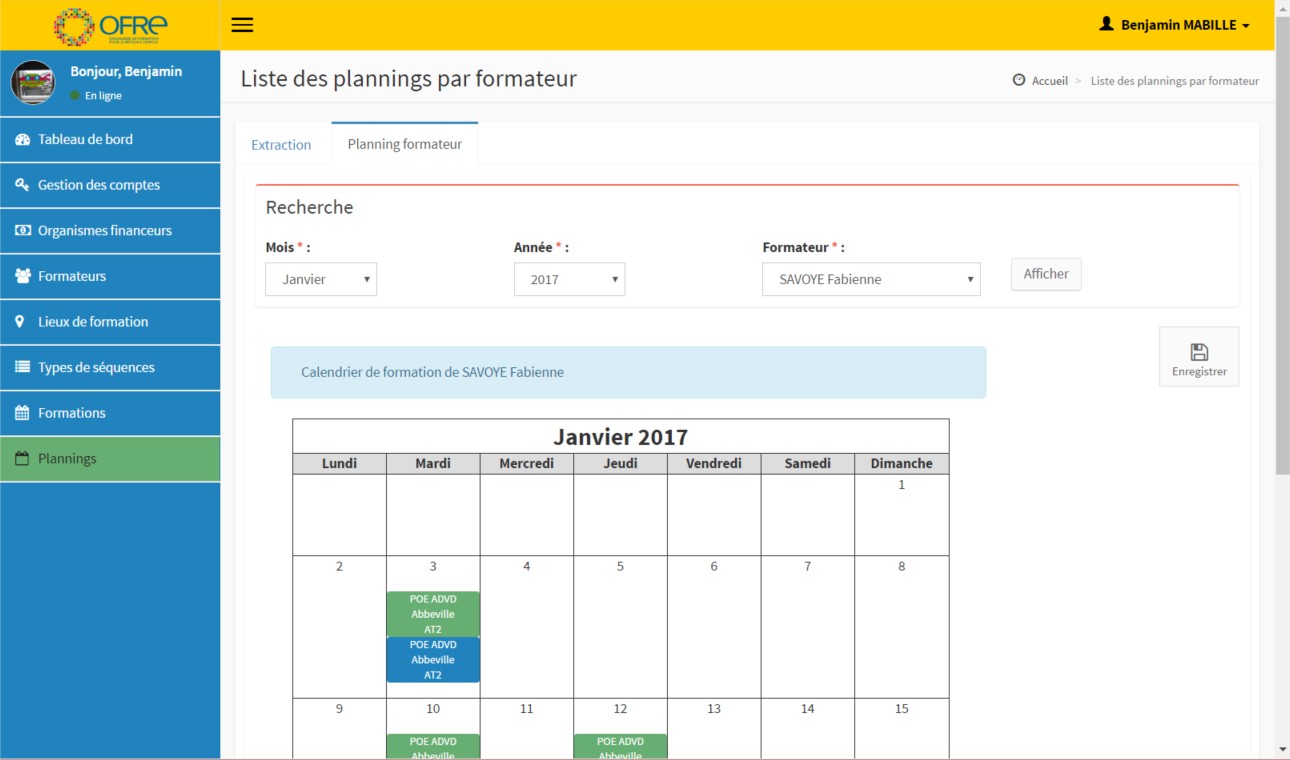 OFRE
Benjamin MABILLE
Bonjour, Benjamin
En ligne
Tableau de bord
Gestion des comptes
Organismes financeurs
Formateurs
Lieux de formation
Types de séquences
Formations
Plannings
Liste des plannings par formateur
Accueil > Liste des plannings par formateur
Extraction Planning formateur
Recherche
Mois * : Année * : Formateur * :
Janvier 2017 SAVOYE Fabienne Afficher
Enregistrer
Calendrier de formation de SAVOYE Fabienne
Janvier 2017
Lundi Mardi Mercredi Jeudi Vendredi Samedi Dimanche
1
2 3 4 5 6 7 8
POE ADVD
Abbeville
AT2
POE ADVD
Abbeville
AT2
9 10 11 12 13 14 15
POE ADVD POE ADVD
Abbeville Abbeville